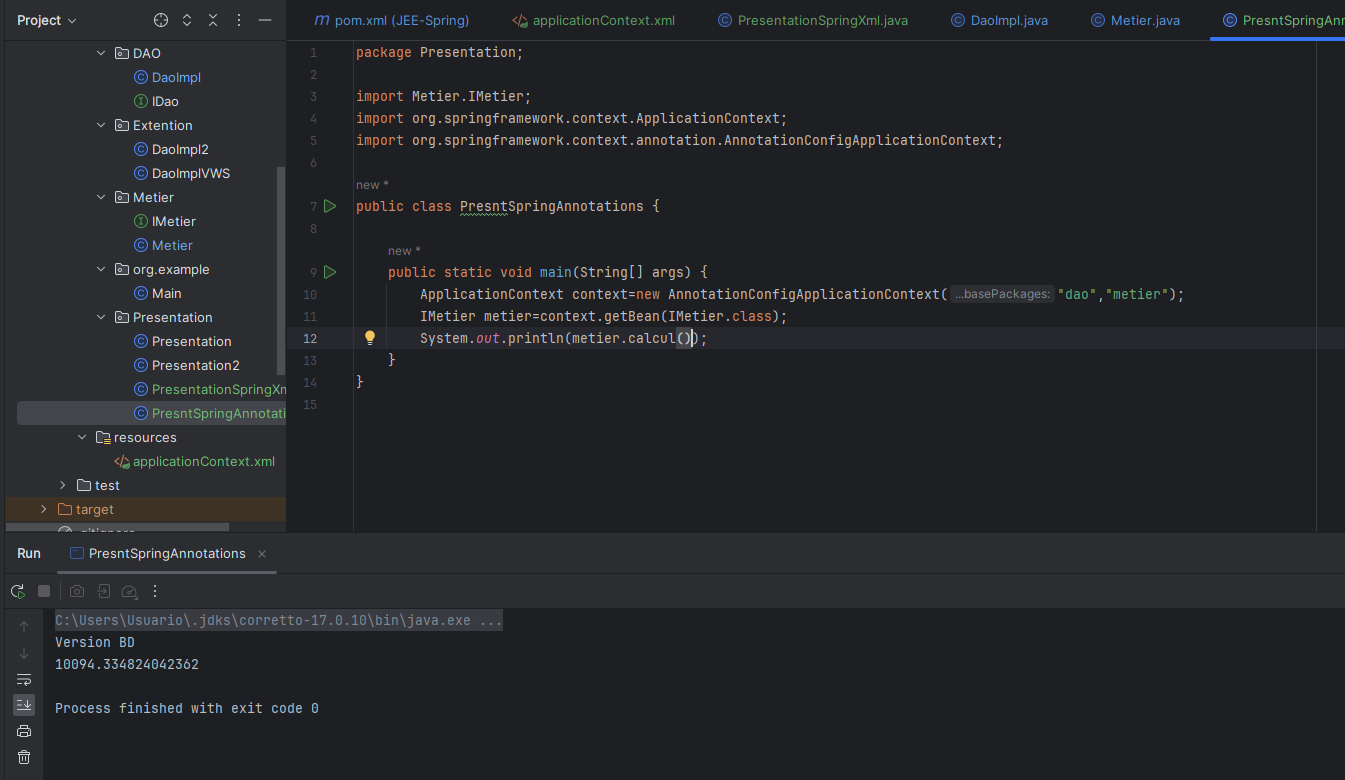 Project
pom.xml (JEE-Spring)
applicationContext.xml
PresentationSpringXml.java
DaoImpl.java
Metier.java
PresntSpringAnn
DAO
DaoImpl
IDao
Extention
DaoImpl2
DaoImplVWS
Metier
IMetier
Metier
org.example
Main
Presentation
Presentation
Presentation2
PresentationSpringXm
PresntSpringAnnotati
resources
applicationContext.xml
test
target
.gitignore
1 package Presentation;
2
3 import Metier.IMetier;
4 import org.springframework.context.ApplicationContext;
5 import org.springframework.context.annotation.AnnotationConfigApplicationContext;
6
new *
7 public class PresntSpringAnnotations {
8
new *
9 public static void main(String[] args) {
10 ApplicationContext context=new AnnotationConfigApplicationContext( ...basePackages: "dao","metier");
11 IMetier metier=context.getBean(IMetier.class);
12 System.out.println(metier.calcul());
13 }
14 }
15
Run
PresntSpringAnnotations
C:\Users\Usuario\.jdks\corretto-17.0.10\bin\java.exe ...
Version BD
10094.334824042362
Process finished with exit code 0